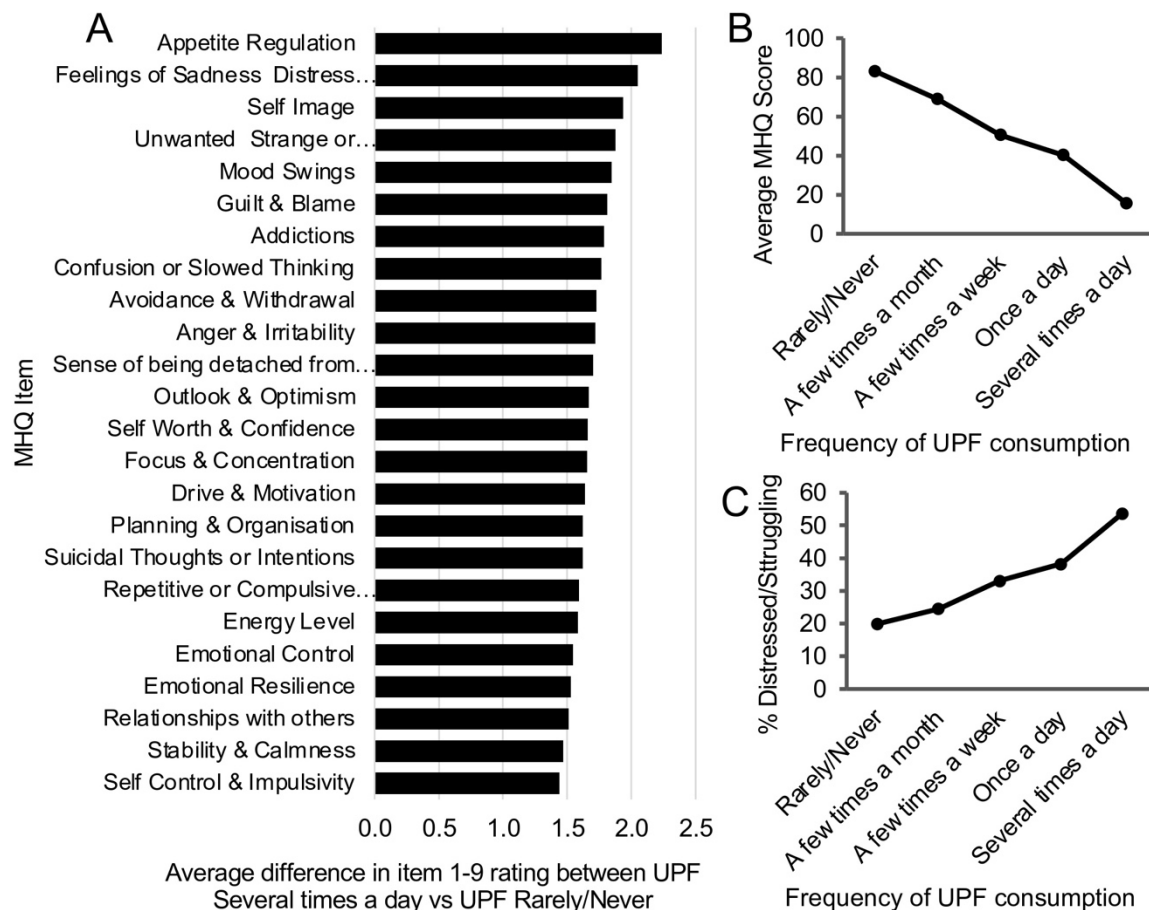 A
MHQ Item
Appetite Regulation
Feelings of Sadness Distress…
Self Image
Unwanted Strange or…
Mood Swings
Guilt & Blame
Addictions
Confusion or Slowed Thinking
Avoidance & Withdrawal
Anger & Irritability
Sense of being detached from…
Outlook & Optimism
Self Worth & Confidence
Focus & Concentration
Drive & Motivation
Planning & Organisation
Suicidal Thoughts or Intentions
Repetitive or Compulsive…
Energy Level
Emotional Control
Emotional Resilience
Relationships with others
Stability & Calmness
Self Control & Impulsivity
0.0 0.5 1.0 1.5 2.0 2.5
Average difference in item 1-9 rating between UPF
Several times a day vs UPF Rarely/Never
B
Average MHQ Score
100
80
60
40
20
0
Rarely/Never
A few times a month
A few times a week
Once a day
Several times a day
Frequency of UPF consumption
C
% Distressed/Sttruggling
60
50
40
30
20
10
0
Rarely/Never
A few times a month
A few times a week
Once a day
Several times a day
Frequency of UPF consumption